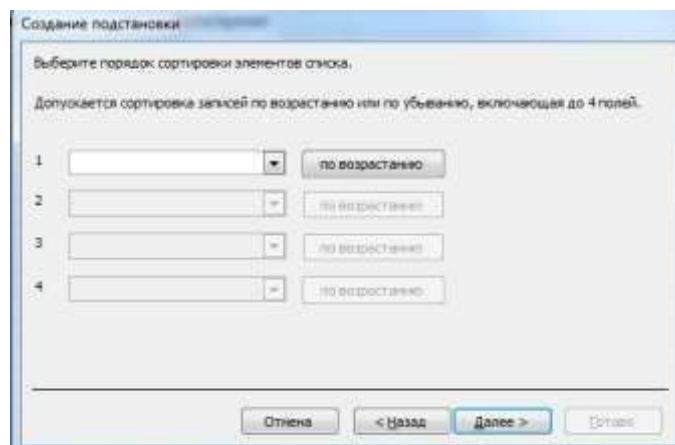 Создание подстановки
Выберите порядок сортировки элементов списка.
Допускается сортировка записей по возрастанию или по убыванию, включающая до 4 полей.
1 по возрастанию
2 по возрастанию
3 по возрастанию
4 по возрастанию
Отмена < Назад Далее > Готово